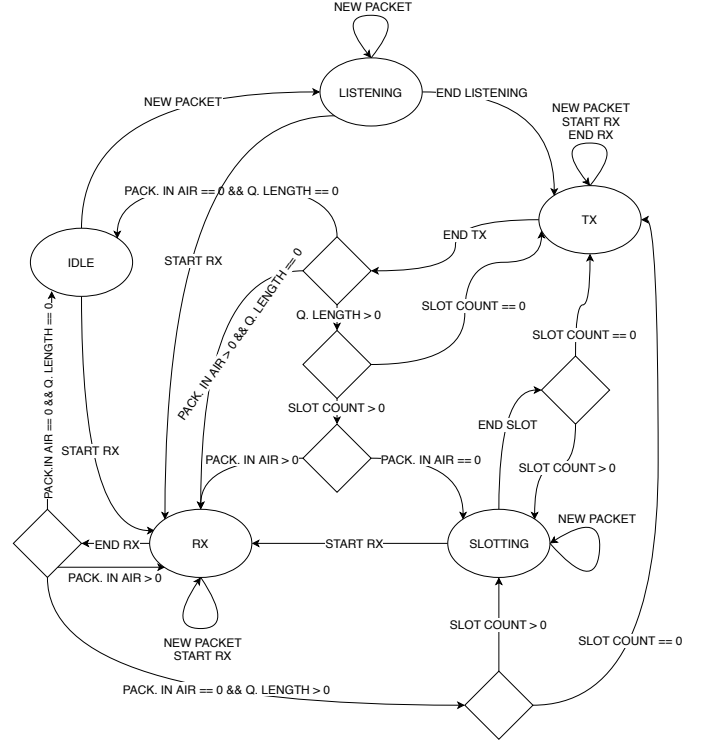 NEW PACKET
LISTENING
NEW PACKET
END LISTENING
NEW PACKET
START RX
END RX
PACK. IN AIR == 0 && Q. LENGTH == 0
TX
END TX
IDLE
START RX
PACK. IN AIR > 0 && Q. LENGTH == 0
Q. LENGTH > 0
SLOT COUNT == 0
SLOT COUNT == 0
PACK.IN AIR == 0 && Q. LENGTH == 0
SLOT COUNT > 0
END SLOT
START RX
PACK. IN AIR > 0
PACK. IN AIR == 0
SLOT COUNT > 0
NEW PACKET
END RX
RX
START RX
SLOTTING
PACK. IN AIR > 0
NEW PACKET
START RX
SLOT COUNT > 0
SLOT COUNT == 0
PACK. IN AIR == 0 && Q. LENGTH > 0